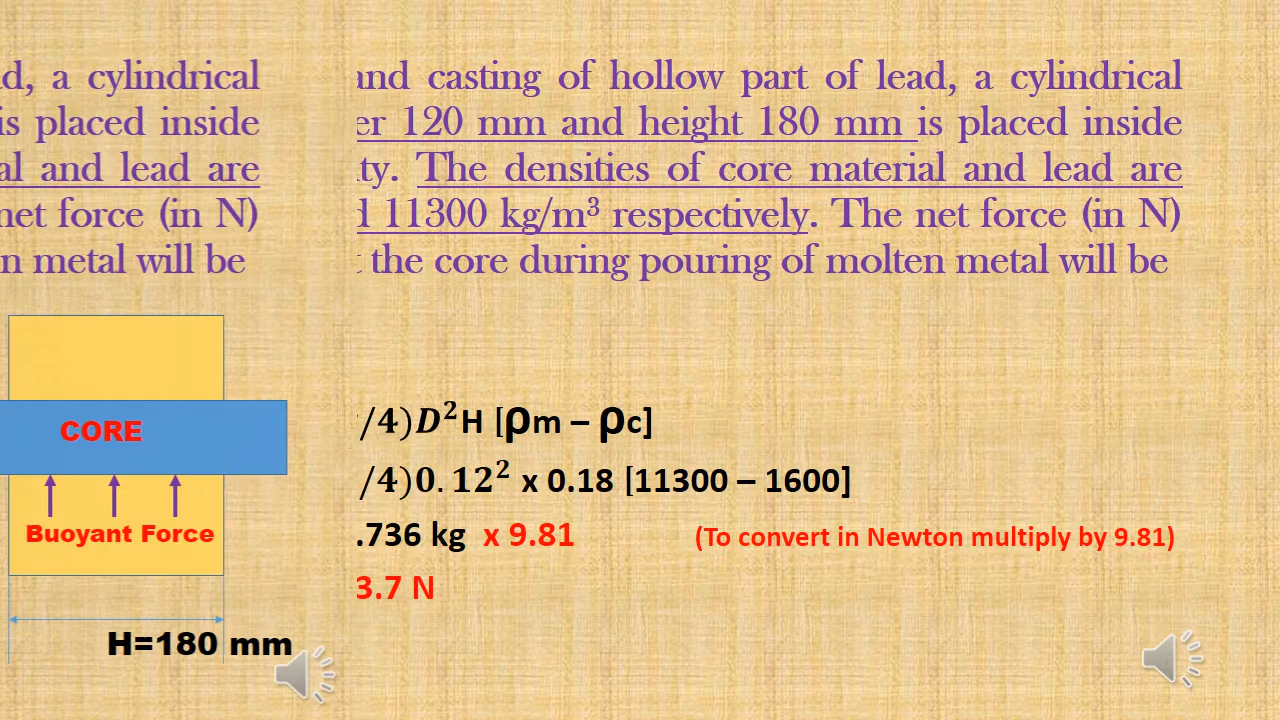 d, a cylindrical
is placed inside
al and lead are
net force (in N)
n metal will be
and casting of hollow part of lead, a cylindrical
er 120 mm and height 180 mm is placed inside
ty. The densities of core material and lead are
d 11300 kg/m³ respectively. The net force (in N)
the core during pouring of molten metal will be
CORE
Buoyant Force
H=180 mm
/4)D²H [ρm – ρc]
/4)0.12² x 0.18 [11300 – 1600]
.736 kg x 9.81 (To convert in Newton multiply by 9.81)
3.7 N